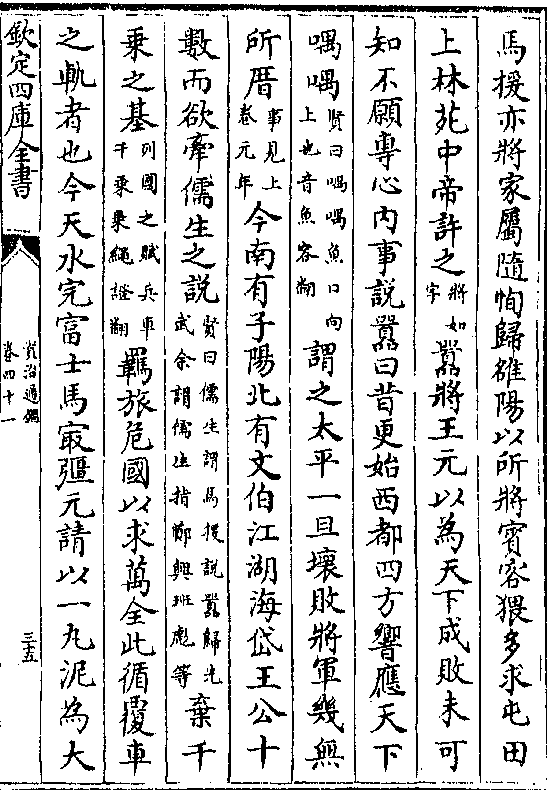 馬援亦將家屬隨恂歸雒陽以所將賓客猥多求屯田
上林苑中帝許之將如字囂將王元以為天下成敗未可
知不願專心内事說囂曰昔更始西都四方響應天下
喁喁賢曰喁喁魚口向上也音魚容翻謂之太平一旦壞敗將軍幾無
所厝事見上卷元年今南有子陽北有文伯江湖海岱王公十
數而欲牽儒生之說賢曰儒生謂馬援說囂歸光武余謂儒生指鄭興班彪等棄千
乘之基列國之賦兵車千乘乗繩證翻羈旅危國以求萬全此循覆車
之軌者也今天水完富士馬㝡彊元請以一丸泥為大
欽定四庫全書
資治通鑑
卷四十一
三五